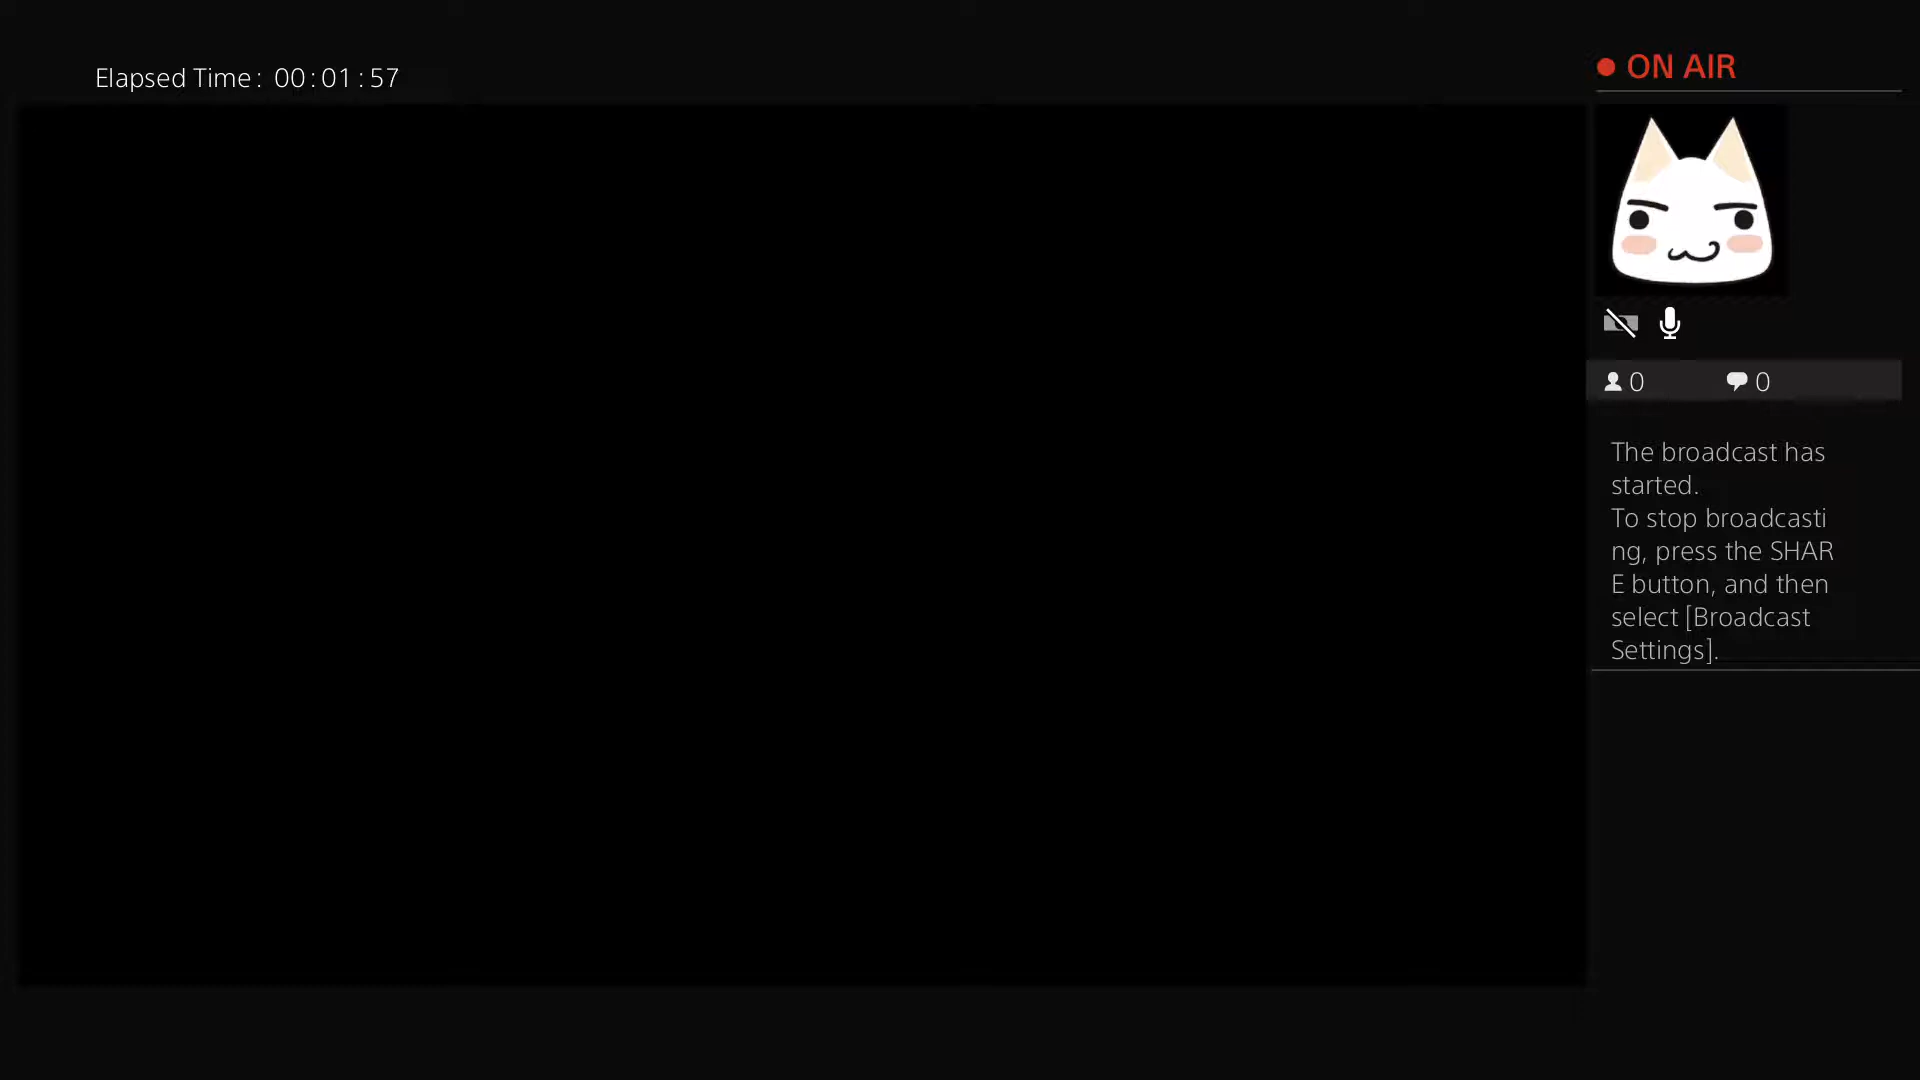 Elapsed Time: 00:01:57
ON AIR
0 0
The broadcast has
started.
To stop broadcasti
ng, press the SHAR
E button, and then
select [Broadcast
Settings].